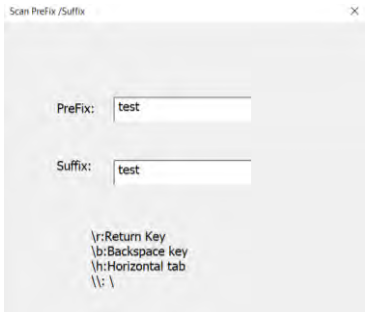 Scan PreFix /Suffix
PreFix: test
Suffix: test
\r:Return Key
\b:Backspace key
\h:Horizontal tab
\\: \